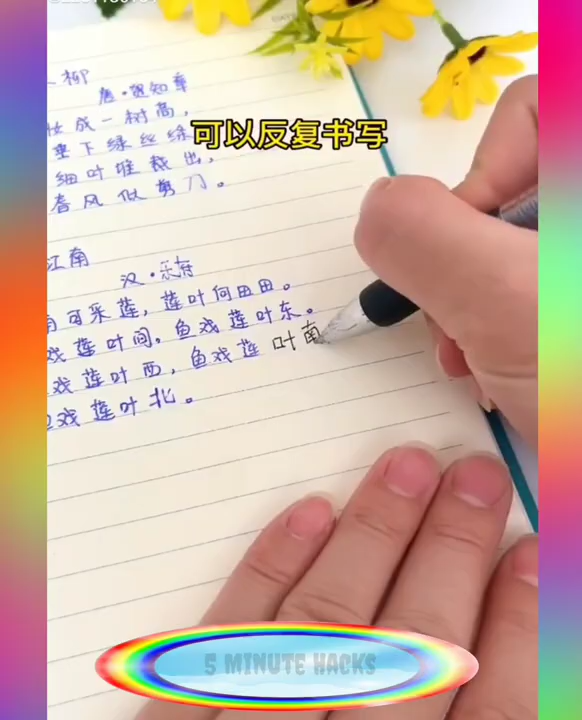 柳
唐·贺知章
妆成一树高,
垂下绿丝绦
细叶谁裁出,
春风似剪刀。
可以反复书写
江南
汉·乐府
南可采莲,莲叶何田田。
戏莲叶间。鱼戏莲叶东。
戏莲叶西,鱼戏莲叶南
戏莲叶北。
5 MINUTE HACKS